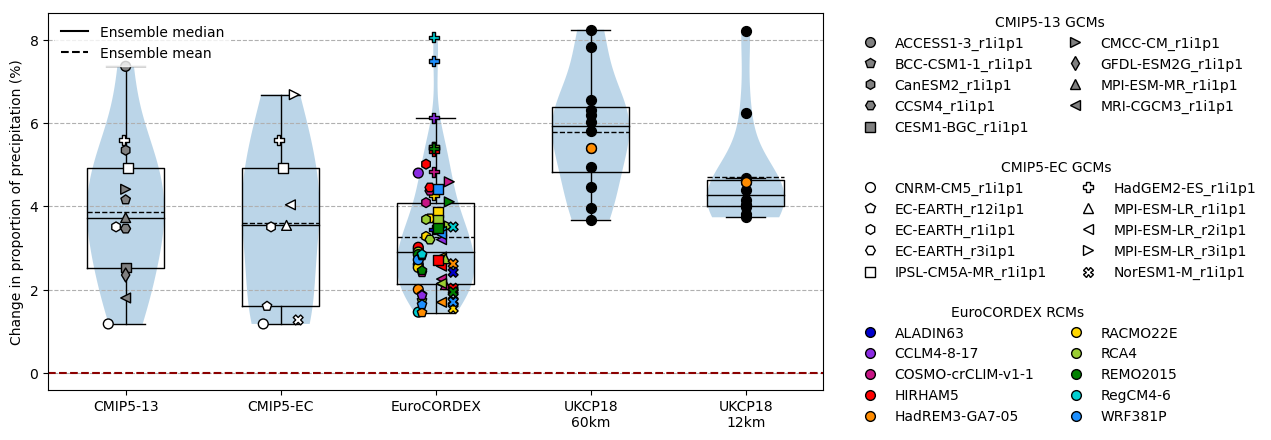 Change in proportion of precipitation (%)
8
6
4
2
0
Ensemble median
Ensemble mean
CMIP5-13
CMIP5-EC
EuroCORDEX
UKCP18
60km
UKCP18
12km
CMIP5-13 GCMs
ACCESS1-3_r1i1p1
BCC-CSM1-1_r1i1p1
CanESM2_r1i1p1
CCSM4_r1i1p1
CESM1-BGC_r1i1p1
CMCC-CM_r1i1p1
GFDL-ESM2G_r1i1p1
MPI-ESM-MR_r1i1p1
MRI-CGCM3_r1i1p1
CMIP5-EC GCMs
CNRM-CM5_r1i1p1
EC-EARTH_r12i1p1
EC-EARTH_r1i1p1
EC-EARTH_r3i1p1
IPSL-CM5A-MR_r1i1p1
HadGEM2-ES_r1i1p1
MPI-ESM-LR_r1i1p1
MPI-ESM-LR_r2i1p1
MPI-ESM-LR_r3i1p1
NorESM1-M_r1i1p1
EuroCORDEX RCMs
ALADIN63
CCLM4-8-17
COSMO-crCLIM-v1-1
HIRHAM5
HadREM3-GA7-05
RACMO22E
RCA4
REMO2015
RegCM4-6
WRF381P